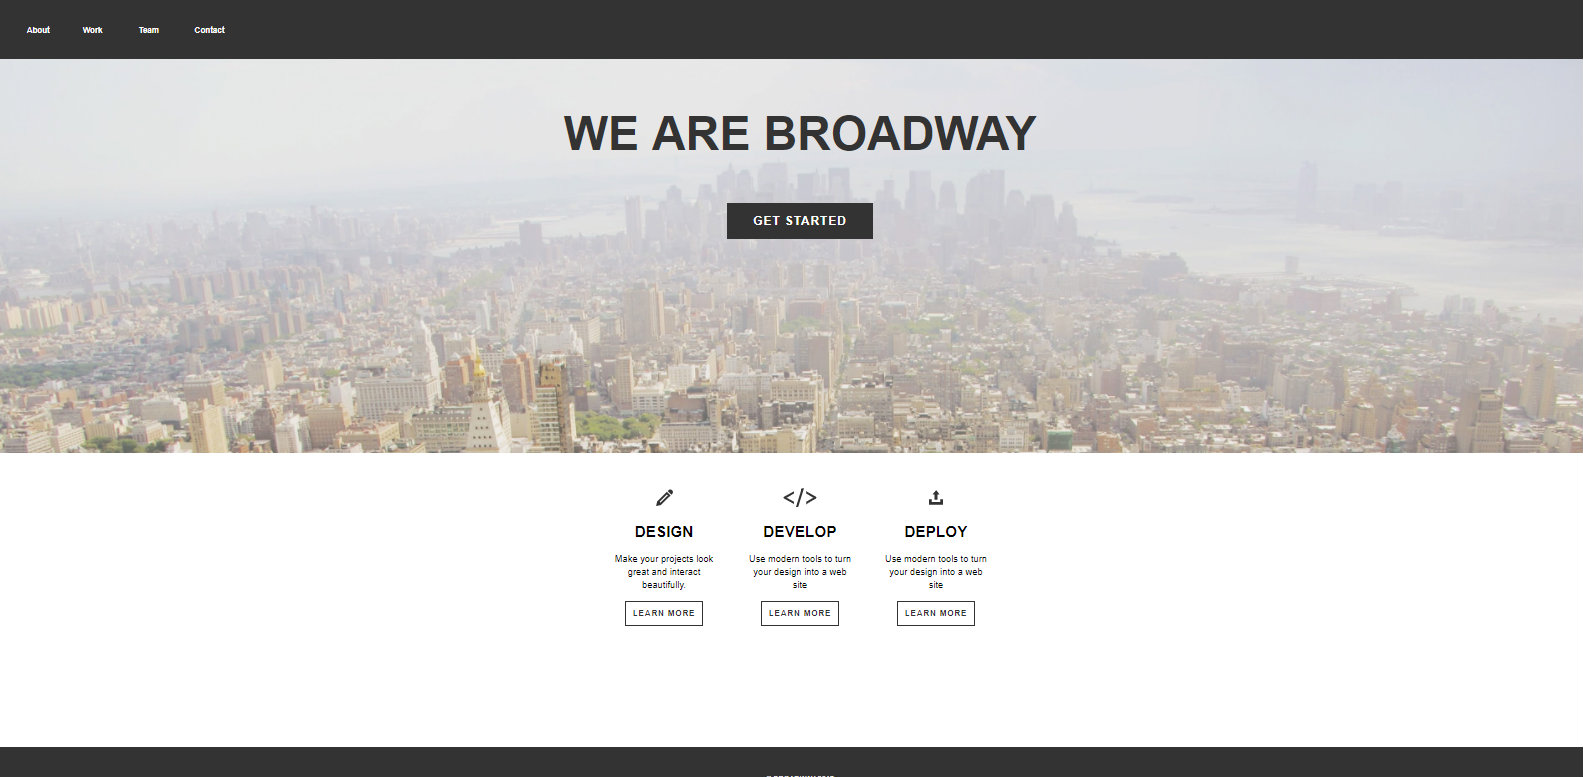 About Work Team Contact
WE ARE BROADWAY
GET STARTED
</>
DESIGN DEVELOP DEPLOY
Make your projects look Use modern tools to turn Use modern tools to turn
great and interact your design into a web your design into a web
beautifully. site site
LEARN MORE LEARN MORE LEARN MORE